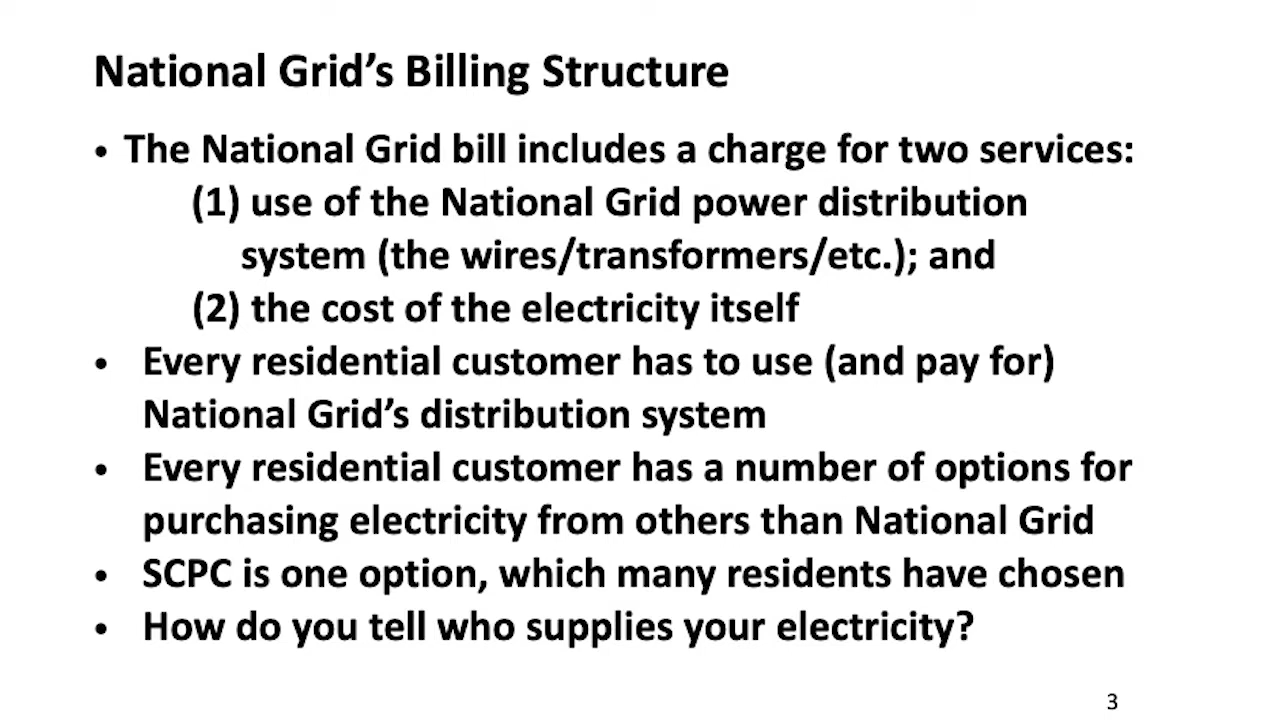 National Grid’s Billing Structure
• The National Grid bill includes a charge for two services:
(1) use of the National Grid power distribution
system (the wires/transformers/etc.); and
(2) the cost of the electricity itself
• Every residential customer has to use (and pay for)
National Grid’s distribution system
• Every residential customer has a number of options for
purchasing electricity from others than National Grid
• SCPC is one option, which many residents have chosen
• How do you tell who supplies your electricity?
3